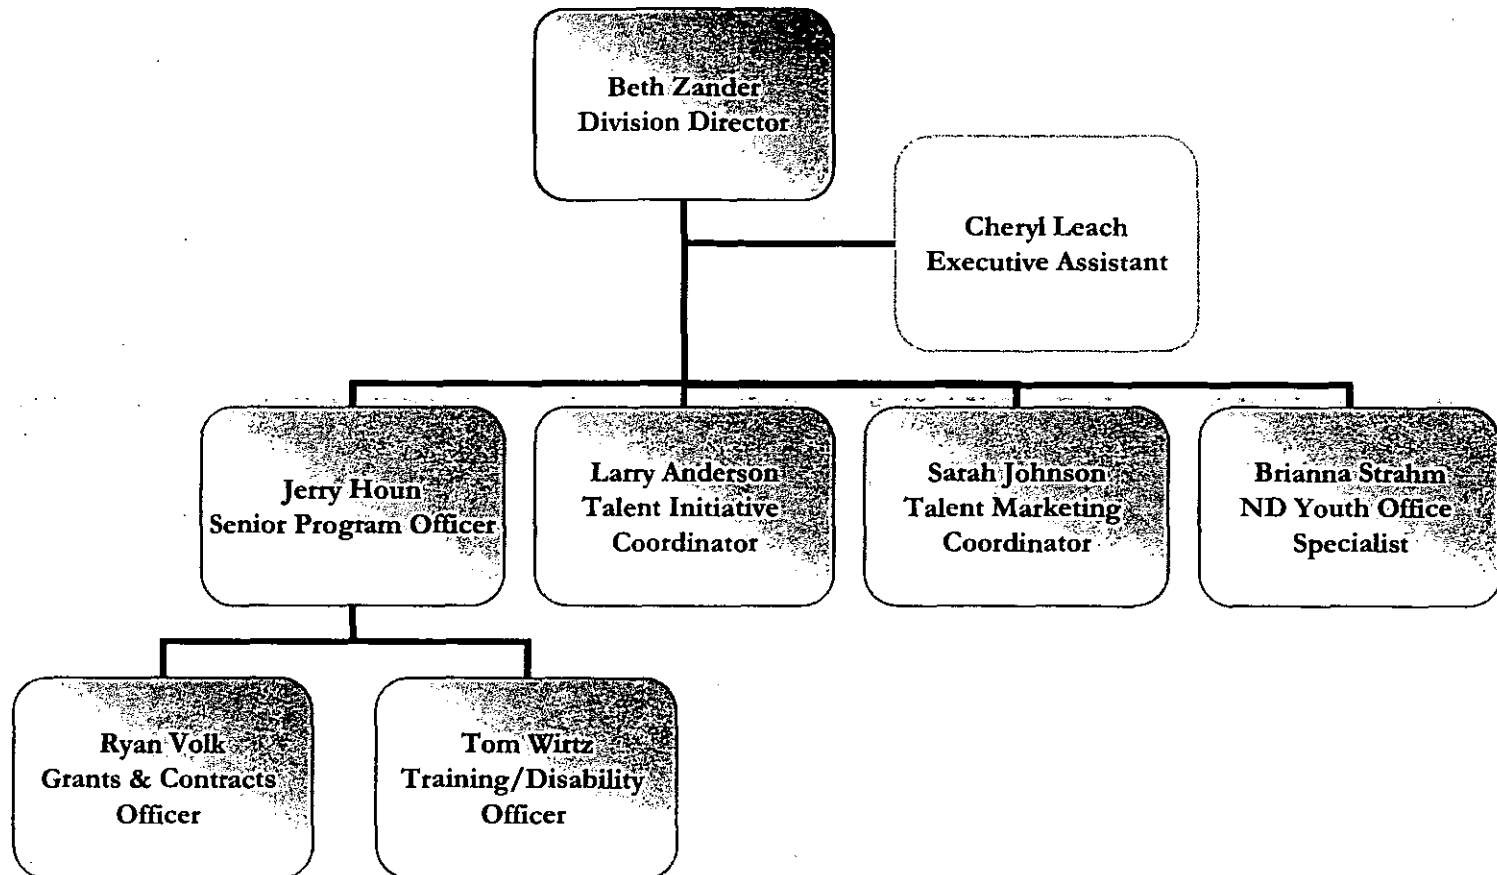 Beth Zander
Division Director
Cheryl Leach
Executive Assistant
Jerry Houn
Senior Program Officer
Larry Anderson
Talent Initiative
Coordinator
Sarah Johnson
Talent Marketing
Coordinator
Brianna Strahm
ND Youth Office
Specialist
Ryan Volk
Grants & Contracts
Officer
Tom Wirtz
Training/Disability
Officer